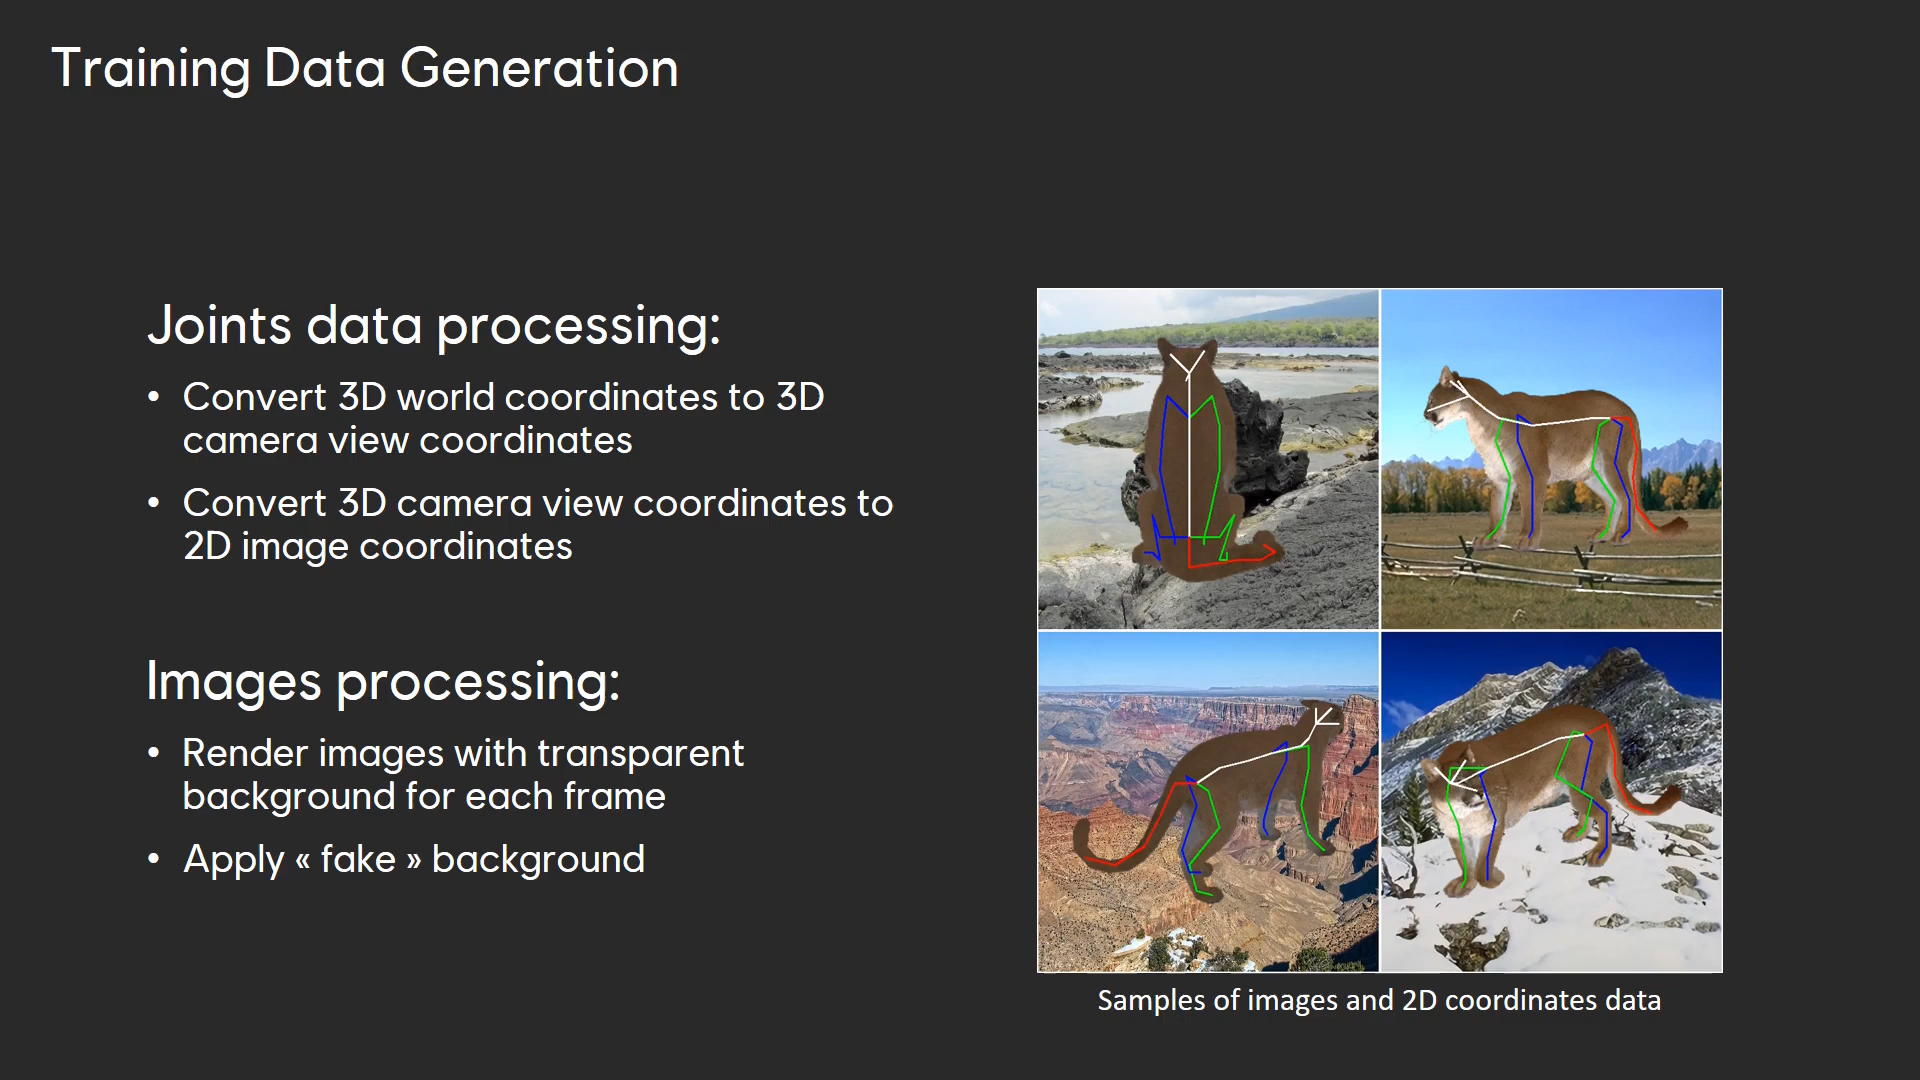 Training Data Generation
Joints data processing:
• Convert 3D world coordinates to 3D
camera view coordinates
• Convert 3D camera view coordinates to
2D image coordinates
Images processing:
• Render images with transparent
background for each frame
• Apply « fake » background
Samples of images and 2D coordinates data